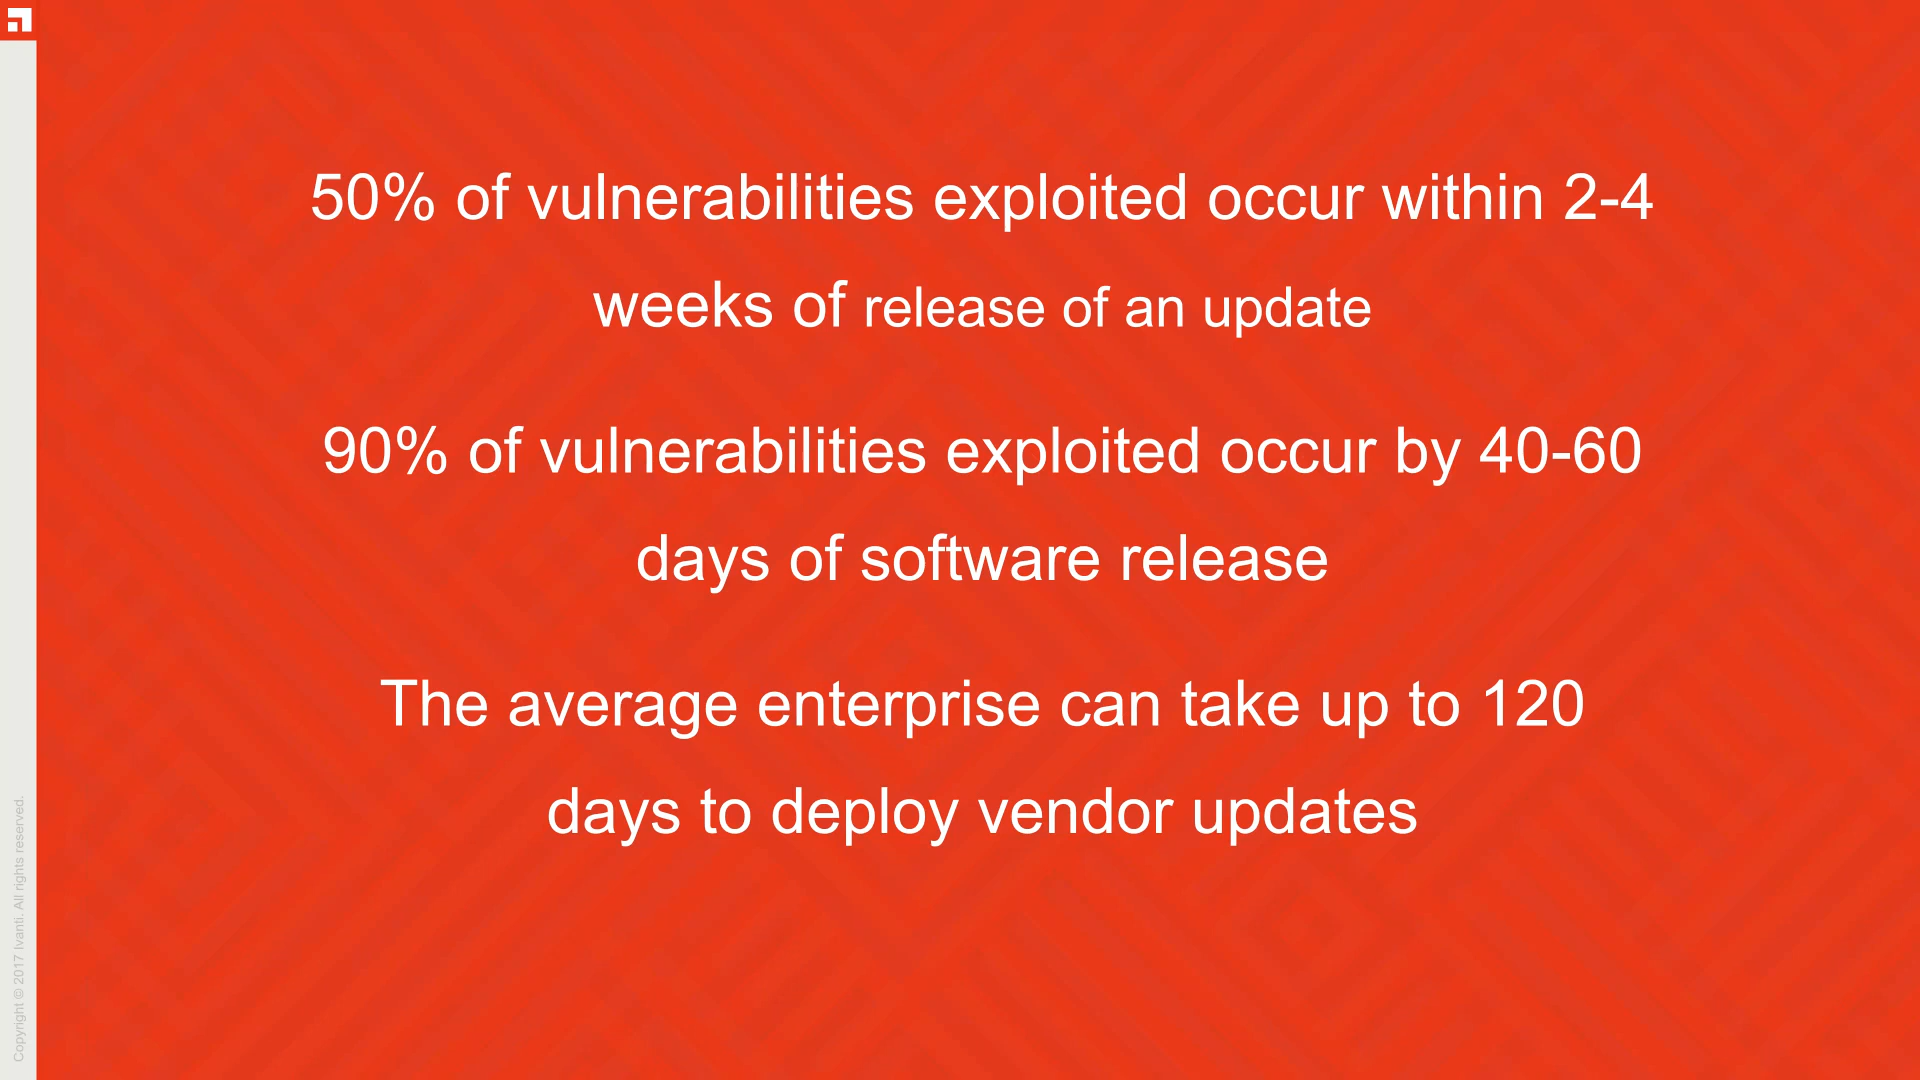 50% of vulnerabilities exploited occur within 2-4
weeks of release of an update
90% of vulnerabilities exploited occur by 40-60
days of software release
The average enterprise can take up to 120
days to deploy vendor updates
Copyright © 2017 Ivanti. All rights reserved.